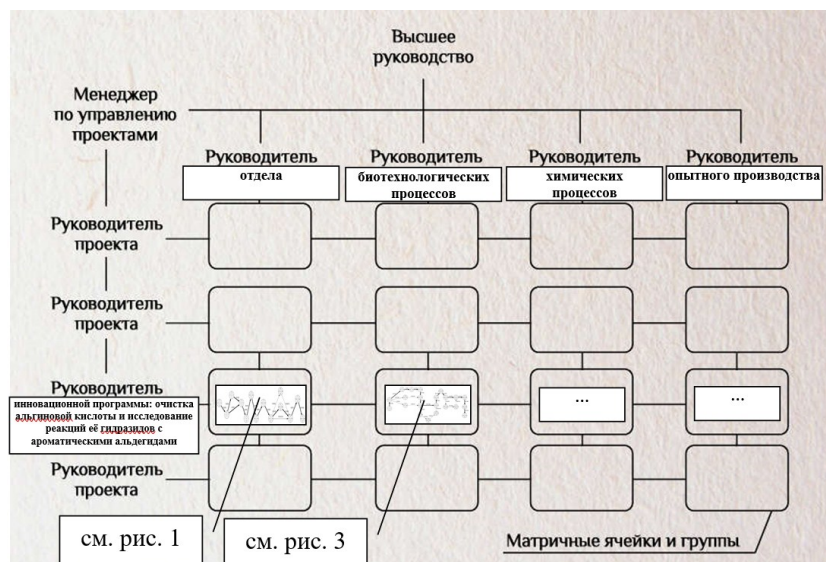 Высшее
руководство
Менеджер
по управлению
проектами
Руководитель
отдела
Руководитель
биотехнологических
процессов
Руководитель
химических
процессов
Руководитель
опытного производства
Руководитель
проекта
Руководитель
проекта
Руководитель
инновационной программы: очистка
альгиновой кислоты и исследование
реакций её гидразидов с
ароматическими альдегидами
...
...
Руководитель
проекта
см. рис. 1
см. рис. 3
Матричные ячейки и группы